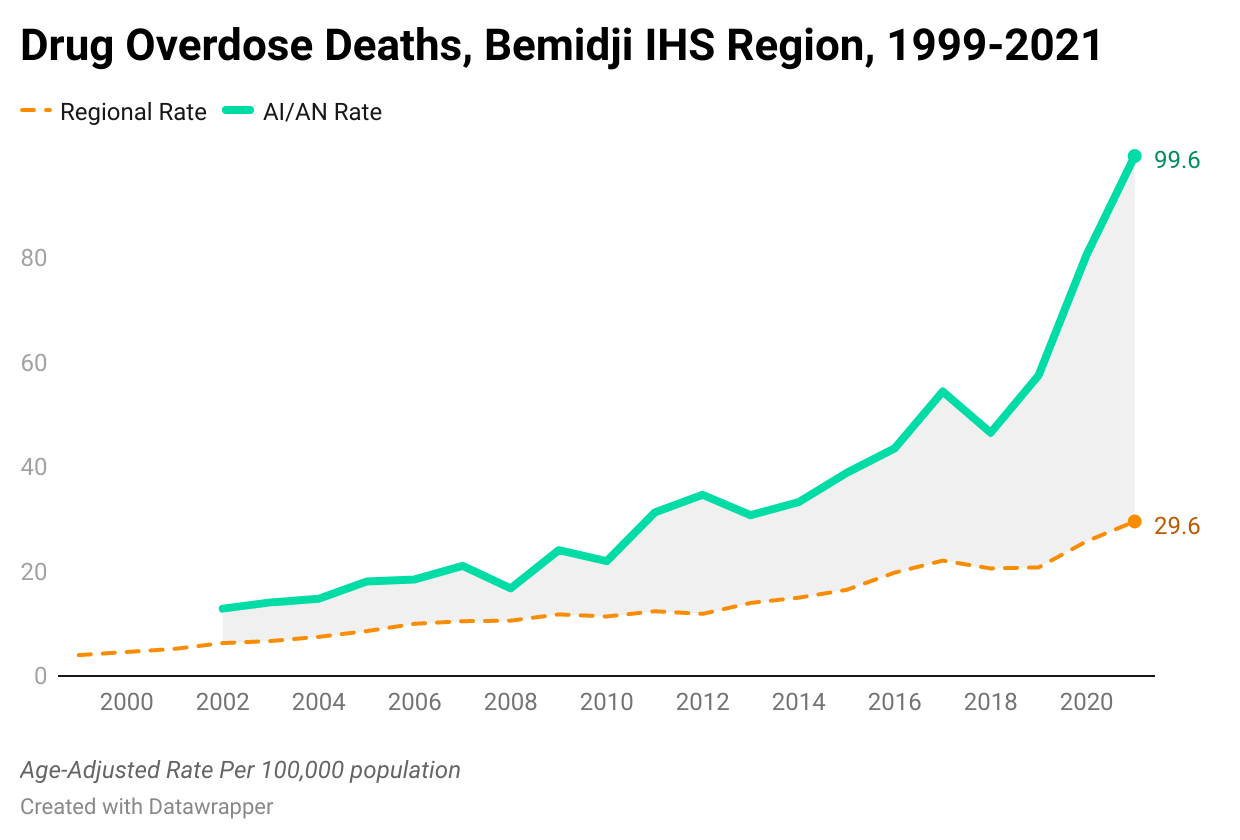 Drug Overdose Deaths, Bemidji IHS Region, 1999-2021
Regional Rate AI/AN Rate
99.6
80
60
40
29.6
20
0
2000 2002 2004 2006 2008 2010 2012 2014 2016 2018 2020
Age-Adjusted Rate Per 100,000 population
Created with Datawrapper